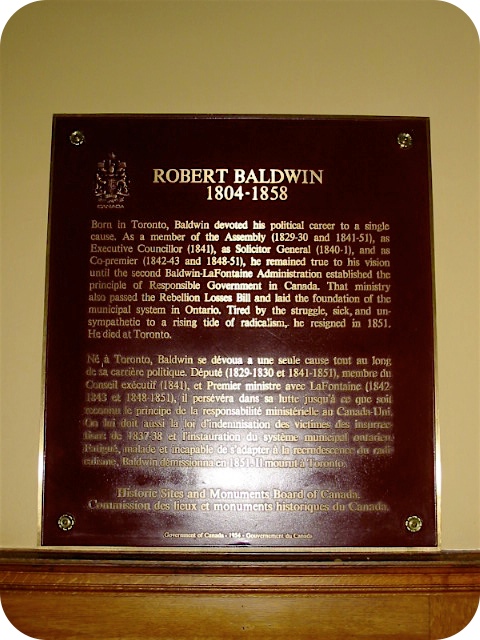 CANADA
ROBERT BALDWIN
1804-1858
Born in Toronto, Baldwin devoted his political career to a single
cause. As a member of the Assembly (1829-30 and 1841-51), as
Executive Councillor (1841), as Solicitor General (1840-1), and as
Co-premier (1842-43 and 1848-51), he remained true to his vision
until the second Baldwin-LaFontaine Administration established the
principle of Responsible Government in Canada. That ministry
also passed the Rebellion Losses Bill and laid the foundation of the
municipal system in Ontario. Tired by the struggle, sick, and un-
sympathetic to a rising tide of radicalism, he resigned in 1851.
He died at Toronto.
Né à Toronto, Baldwin se dévoua a une seule cause tout au long
de sa carrière politique. Député (1829-1830 et 1841-1851), membre du
Conseil exécutif (1841), et Premier ministre avec LaFontaine (1842-
1843 et 1848-1851), il persévéra dans sa lutte jusqu'à ce que soit
reconnu le principe de la responsabilité ministérielle au Canada-Uni.
On lui doit aussi la loi d'indemnisation des victimes des insurrec-
tions de 1837-38 et l'instauration du système municipal ontarien.
Fatigué, malade et incapable de s'adapter à la recrudescence du radi-
calisme, Baldwin démissionna en 1851. Il mourut à Toronto.
Historic Sites and Monuments Board of Canada.
Commission des lieux et monuments historiques du Canada.
Government of Canada - Gouvernement du Canada